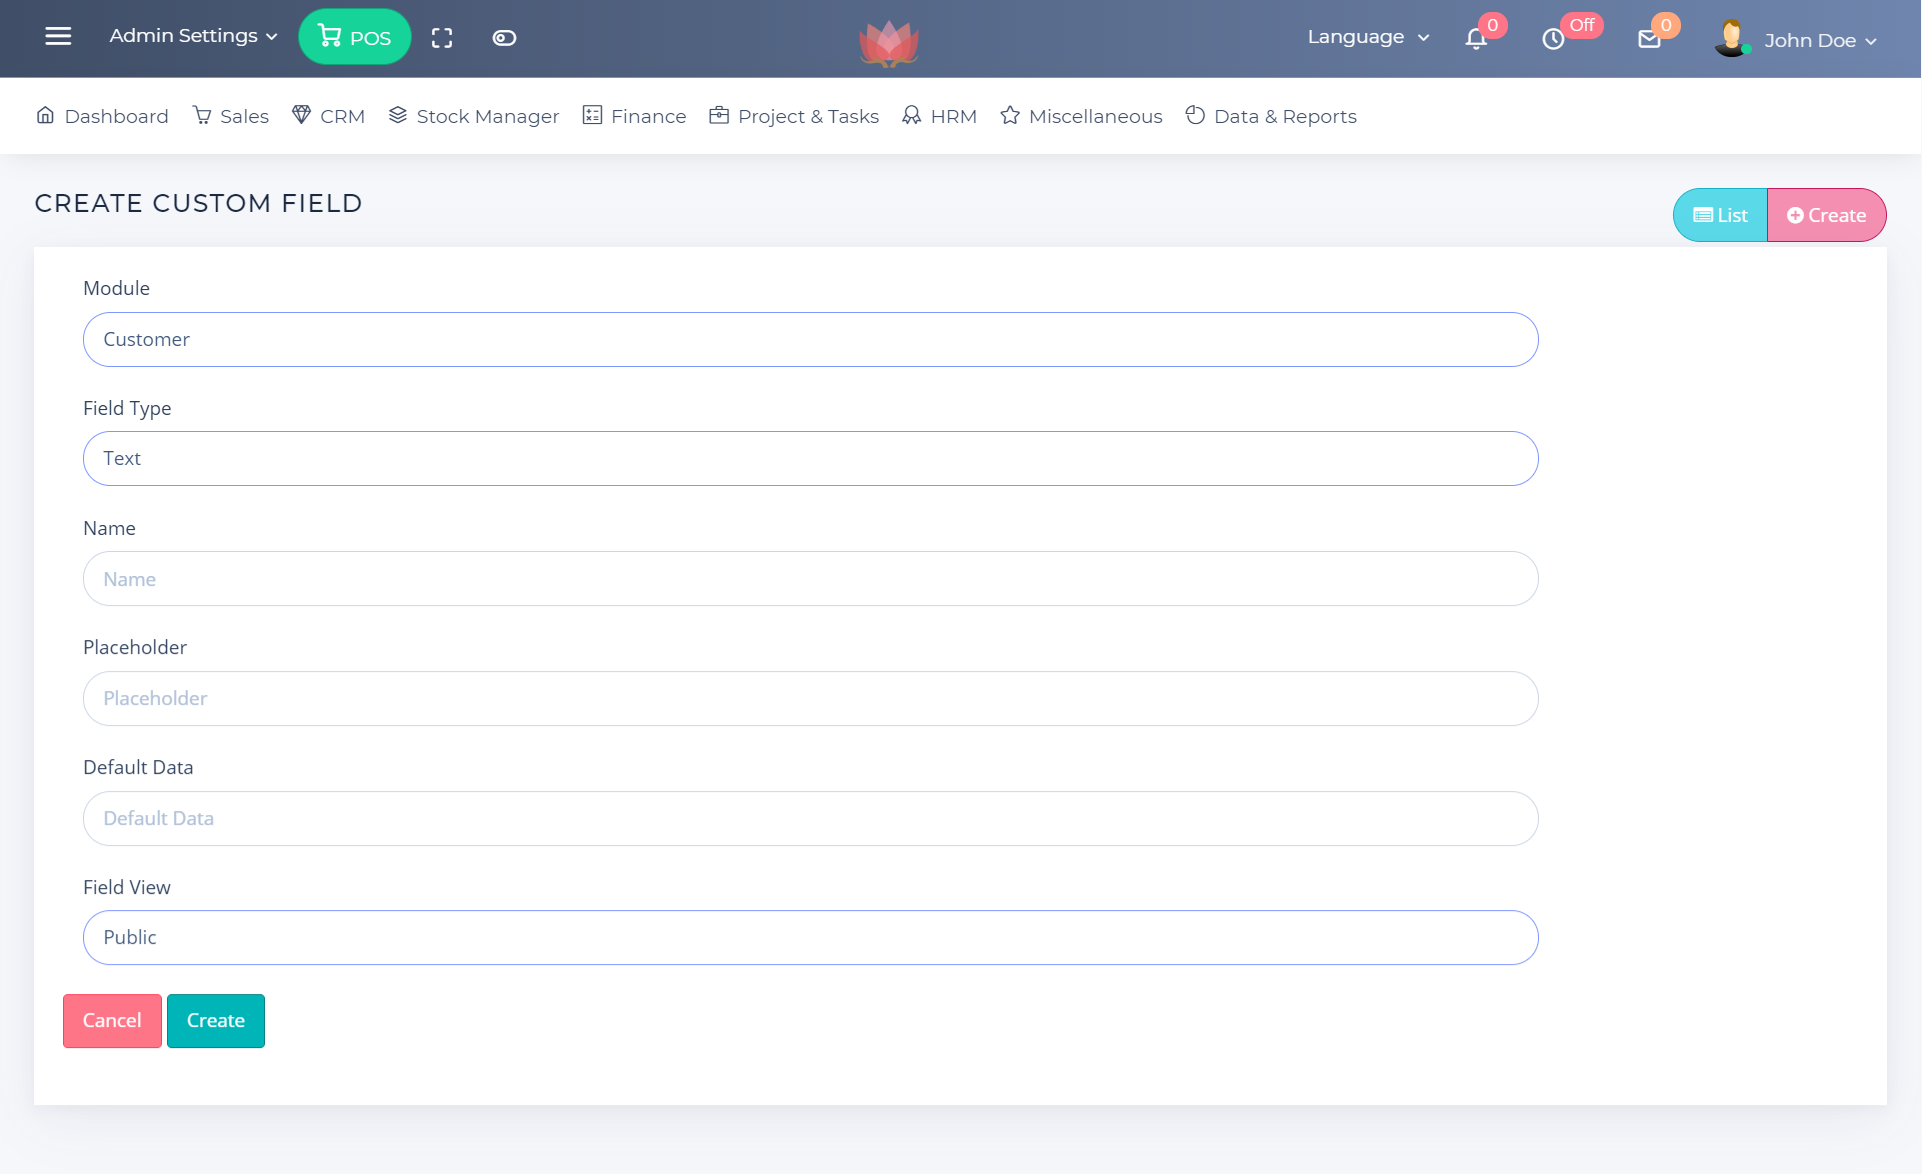 Admin Settings POS Language 0 Off 0 John Doe
Dashboard Sales CRM Stock Manager Finance Project & Tasks HRM Miscellaneous Data & Reports
CREATE CUSTOM FIELD
List Create
Module
Customer
Field Type
Text
Name
Name
Placeholder
Placeholder
Default Data
Default Data
Field View
Public
Cancel Create